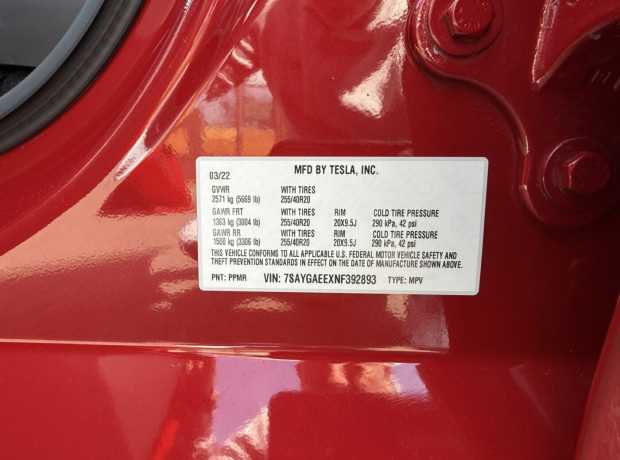 03/22 MFD BY TESLA, INC.
GVWR WITH TIRES
2571 kg (5669 lb) 255/40R20
GAWR FRT WITH TIRES RIM COLD TIRE PRESSURE
1363 kg (3004 lb) 255/40R20 20X9.5J 290 kPa, 42 psi
GAWR RR WITH TIRES RIM COLD TIRE PRESSURE
1500 kg (3306 lb) 255/40R20 20X9.5J 290 kPa, 42 psi
THIS VEHICLE CONFORMS TO ALL APPLICABLE U.S. FEDERAL MOTOR VEHICLE SAFETY AND
THEFT PREVENTION STANDARDS IN EFFECT ON THE DATE OF MANUFACTURE SHOWN ABOVE.
PNT: PPMR VIN: 7SAYGAEEXNF392893 TYPE: MPV